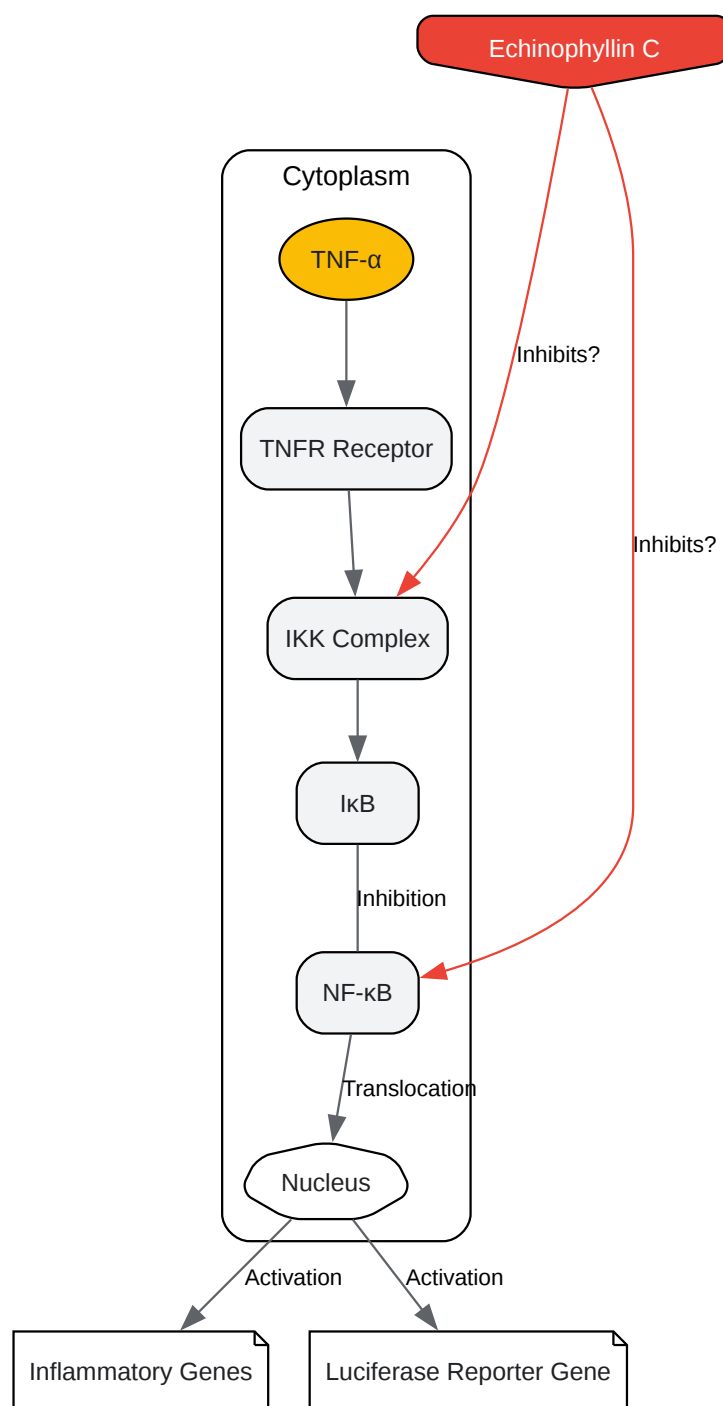 Echinophyllin C
Cytoplasm
TNF-α
Inhibits?
TNFR Receptor
Inhibits?
IKK Complex
IκB
Inhibition
NF-κB
Translocation
Nucleus
Activation
Activation
Inflammatory Genes
Luciferase Reporter Gene